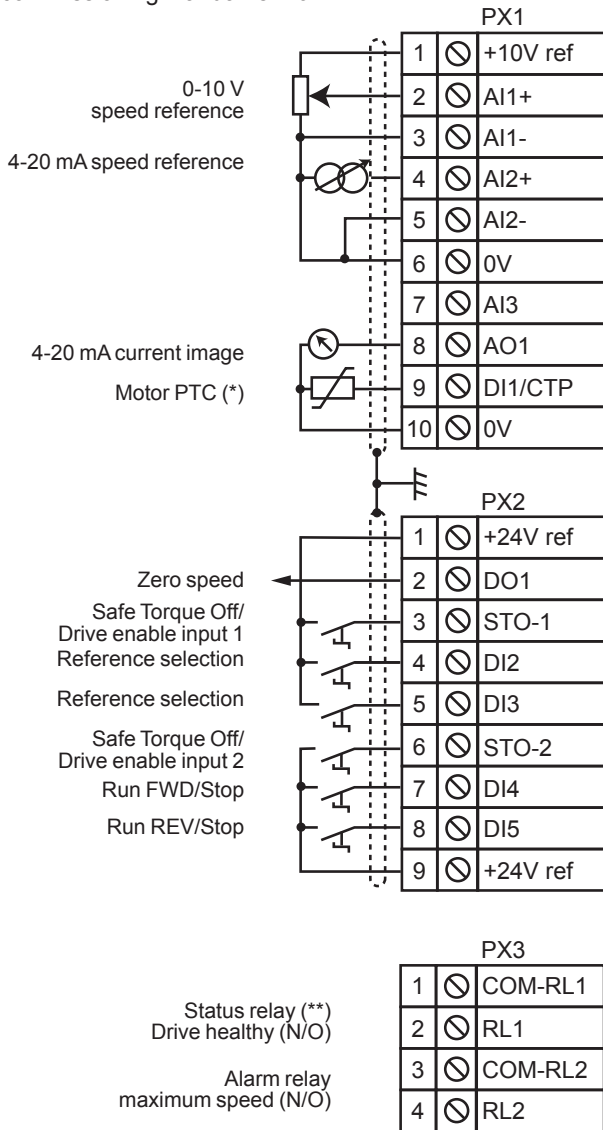 PX1
1 +10V ref
0-10 V
speed reference
2 AI1+
3 AI1-
4-20 mA speed reference
4 AI2+
5 AI2-
6 0V
7 AI3
4-20 mA current image
8 AO1
Motor PTC (*)
9 DI1/CTP
10 0V
PX2
1 +24V ref
Zero speed
2 DO1
Safe Torque Off/
Drive enable input 1
3 STO-1
Reference selection
4 DI2
Reference selection
5 DI3
Safe Torque Off/
Drive enable input 2
6 STO-2
Run FWD/Stop
7 DI4
Run REV/Stop
8 DI5
9 +24V ref
PX3
1 COM-RL1
Status relay (**)
Drive healthy (N/O)
2 RL1
3 COM-RL2
Alarm relay
maximum speed (N/O)
4 RL2